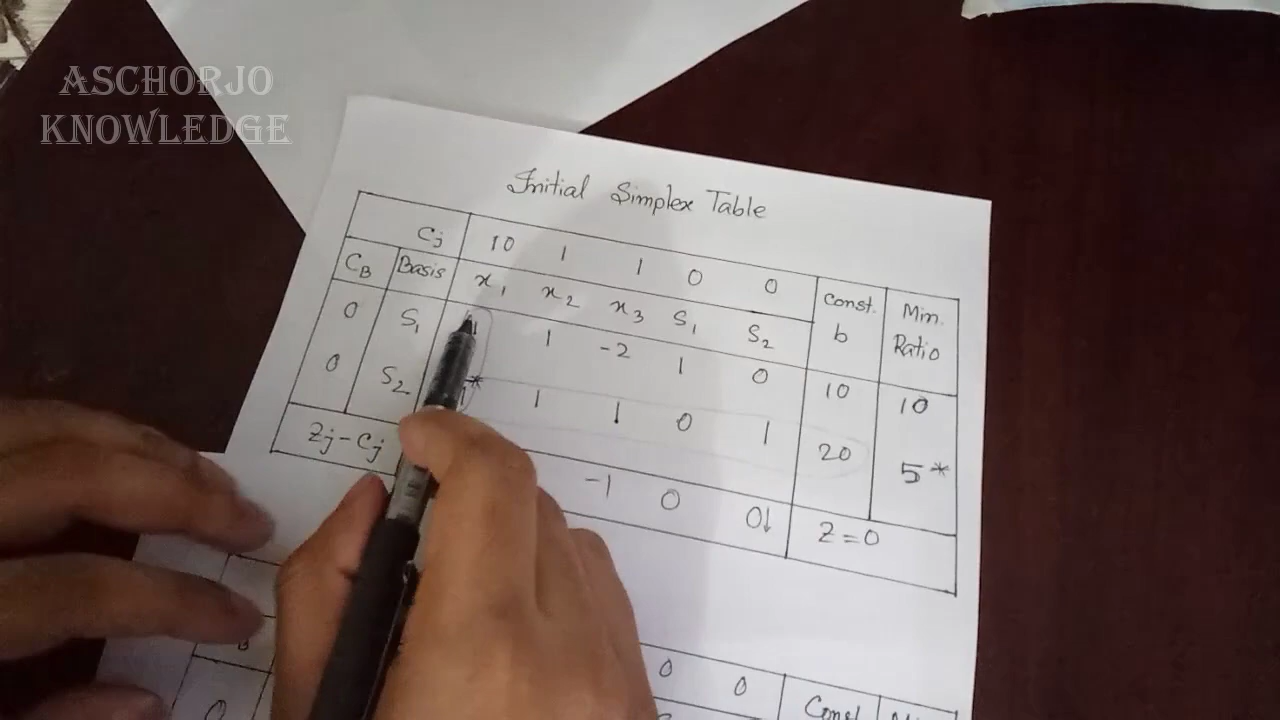 ASCHORJO
KNOWLEDGE
Initial Simplex Table
Cj 10 1 1 0 0
CB Basis x1 x2 x3 S1 S2 Const. b Min. Ratio
0 S1 1 -2 1 0 10 10
0 S2 1 1 0 1 20 5*
Zj-Cj -1 0 0↓ Z=0
B 0 0 Const
0